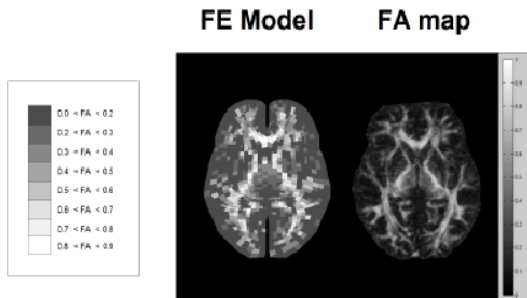 FE Model FA map
0.0 < FA < 0.2
0.2 < FA < 0.3
0.3 < FA < 0.4
0.4 < FA < 0.5
0.5 < FA < 0.6
0.6 < FA < 0.7
0.7 < FA < 0.8
0.8 < FA < 0.9